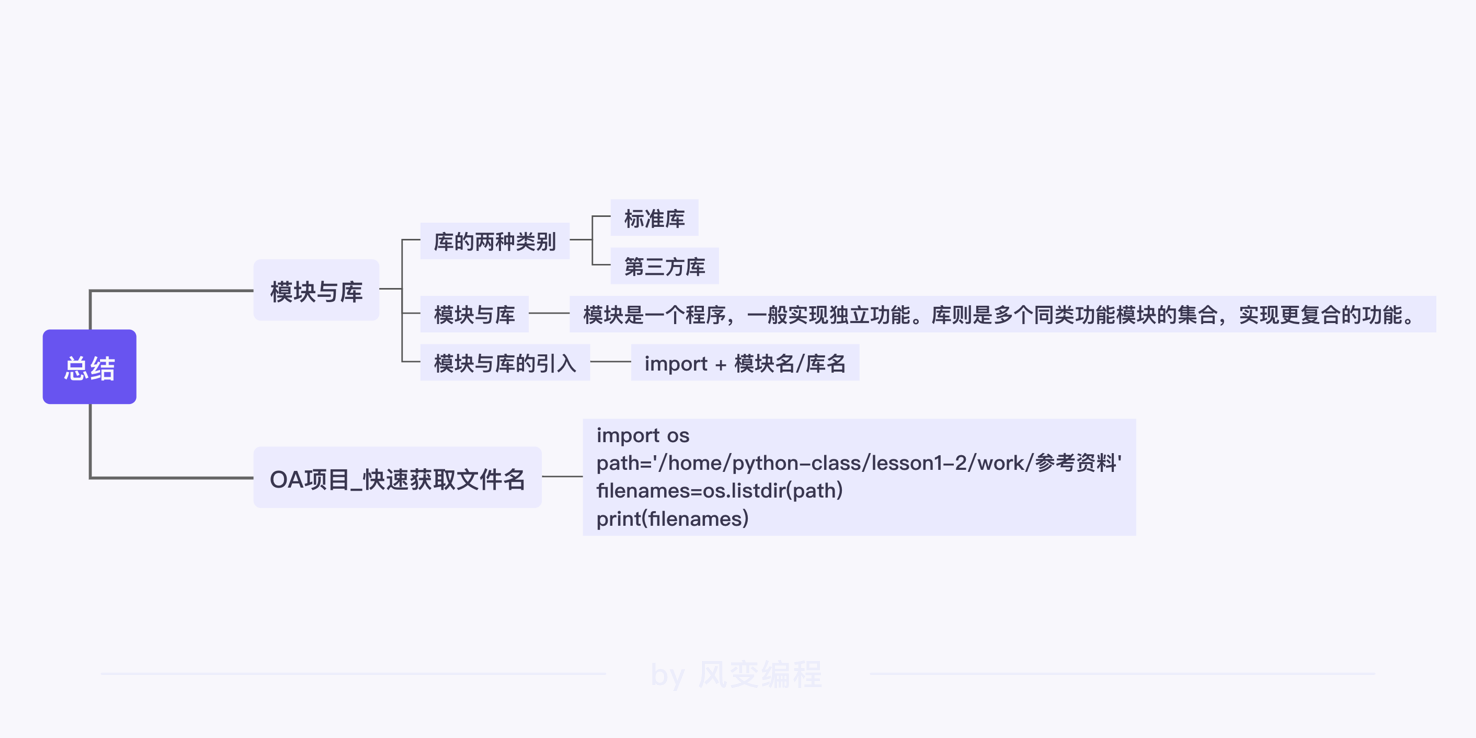 总结
模块与库
库的两种类别
标准库
第三方库
模块与库
模块是一个程序，一般实现独立功能。库则是多个同类功能模块的集合，实现更复合的功能。
模块与库的引入
import + 模块名/库名
OA项目_快速获取文件名
import os
path='/home/python-class/lesson1-2/work/参考资料'
filenames=os.listdir(path)
print(filenames)
by 风变编程